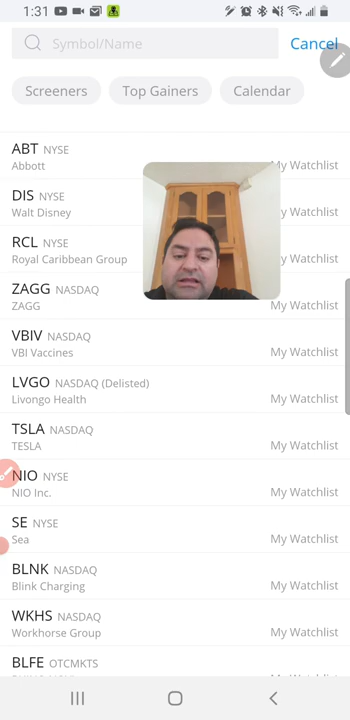 1:31
Symbol/Name
Cancel
Screeners
Top Gainers
Calendar
ABT NYSE
Abbott
My Watchlist
DIS NYSE
Walt Disney
My Watchlist
RCL NYSE
Royal Caribbean Group
My Watchlist
ZAGG NASDAQ
ZAGG
My Watchlist
VBIV NASDAQ
VBI Vaccines
My Watchlist
LVGO NASDAQ (Delisted)
Livongo Health
My Watchlist
TSLA NASDAQ
TESLA
My Watchlist
NIO NYSE
NIO Inc.
My Watchlist
SE NYSE
Sea
My Watchlist
BLNK NASDAQ
Blink Charging
My Watchlist
WKHS NASDAQ
Workhorse Group
My Watchlist
BLFE OTCMKTS